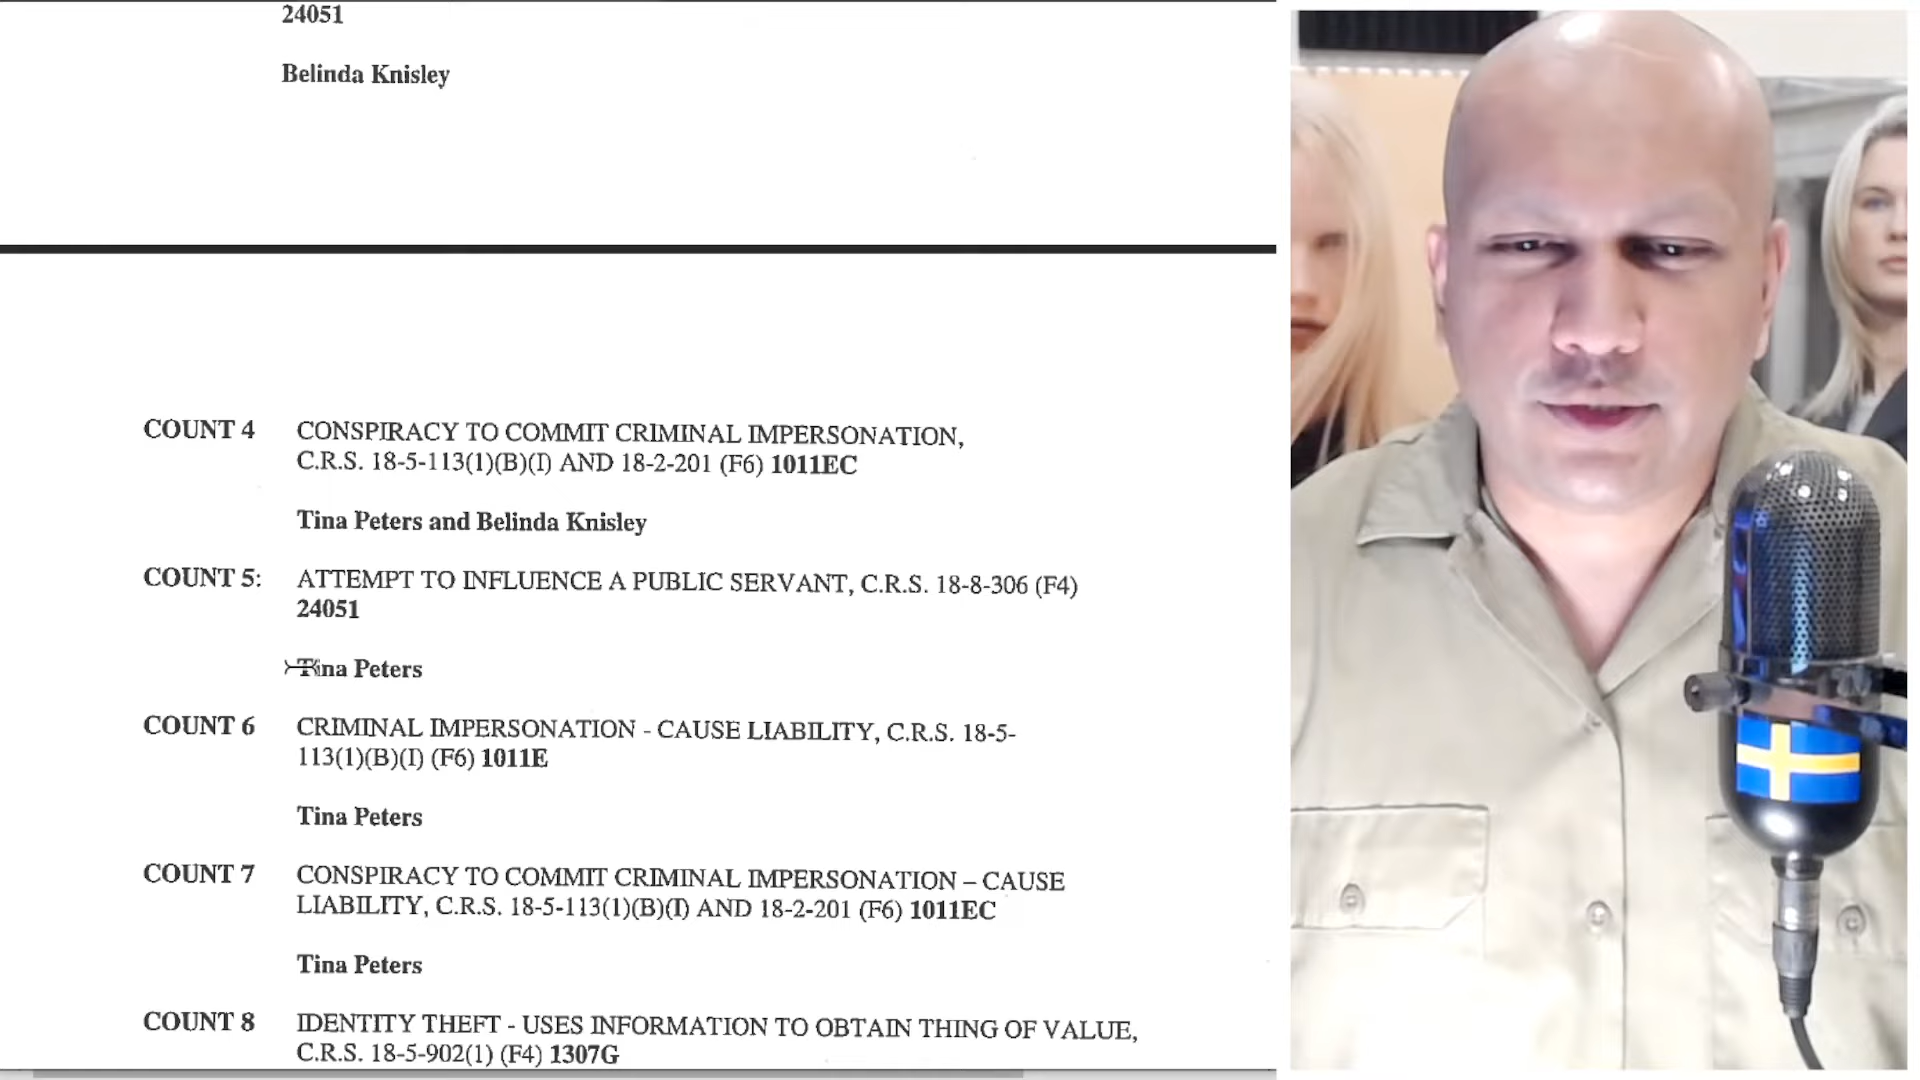 24051
Belinda Knisley
COUNT 4 CONSPIRACY TO COMMIT CRIMINAL IMPERSONATION,
C.R.S. 18-5-113(1)(B)(I) AND 18-2-201 (F6) 1011EC
Tina Peters and Belinda Knisley
COUNT 5: ATTEMPT TO INFLUENCE A PUBLIC SERVANT, C.R.S. 18-8-306 (F4)
24051
Tina Peters
COUNT 6 CRIMINAL IMPERSONATION - CAUSE LIABILITY, C.R.S. 18-5-
113(1)(B)(I) (F6) 1011E
Tina Peters
COUNT 7 CONSPIRACY TO COMMIT CRIMINAL IMPERSONATION – CAUSE
LIABILITY, C.R.S. 18-5-113(1)(B)(I) AND 18-2-201 (F6) 1011EC
Tina Peters
COUNT 8 IDENTITY THEFT - USES INFORMATION TO OBTAIN THING OF VALUE,
C.R.S. 18-5-902(1) (F4) 1307G